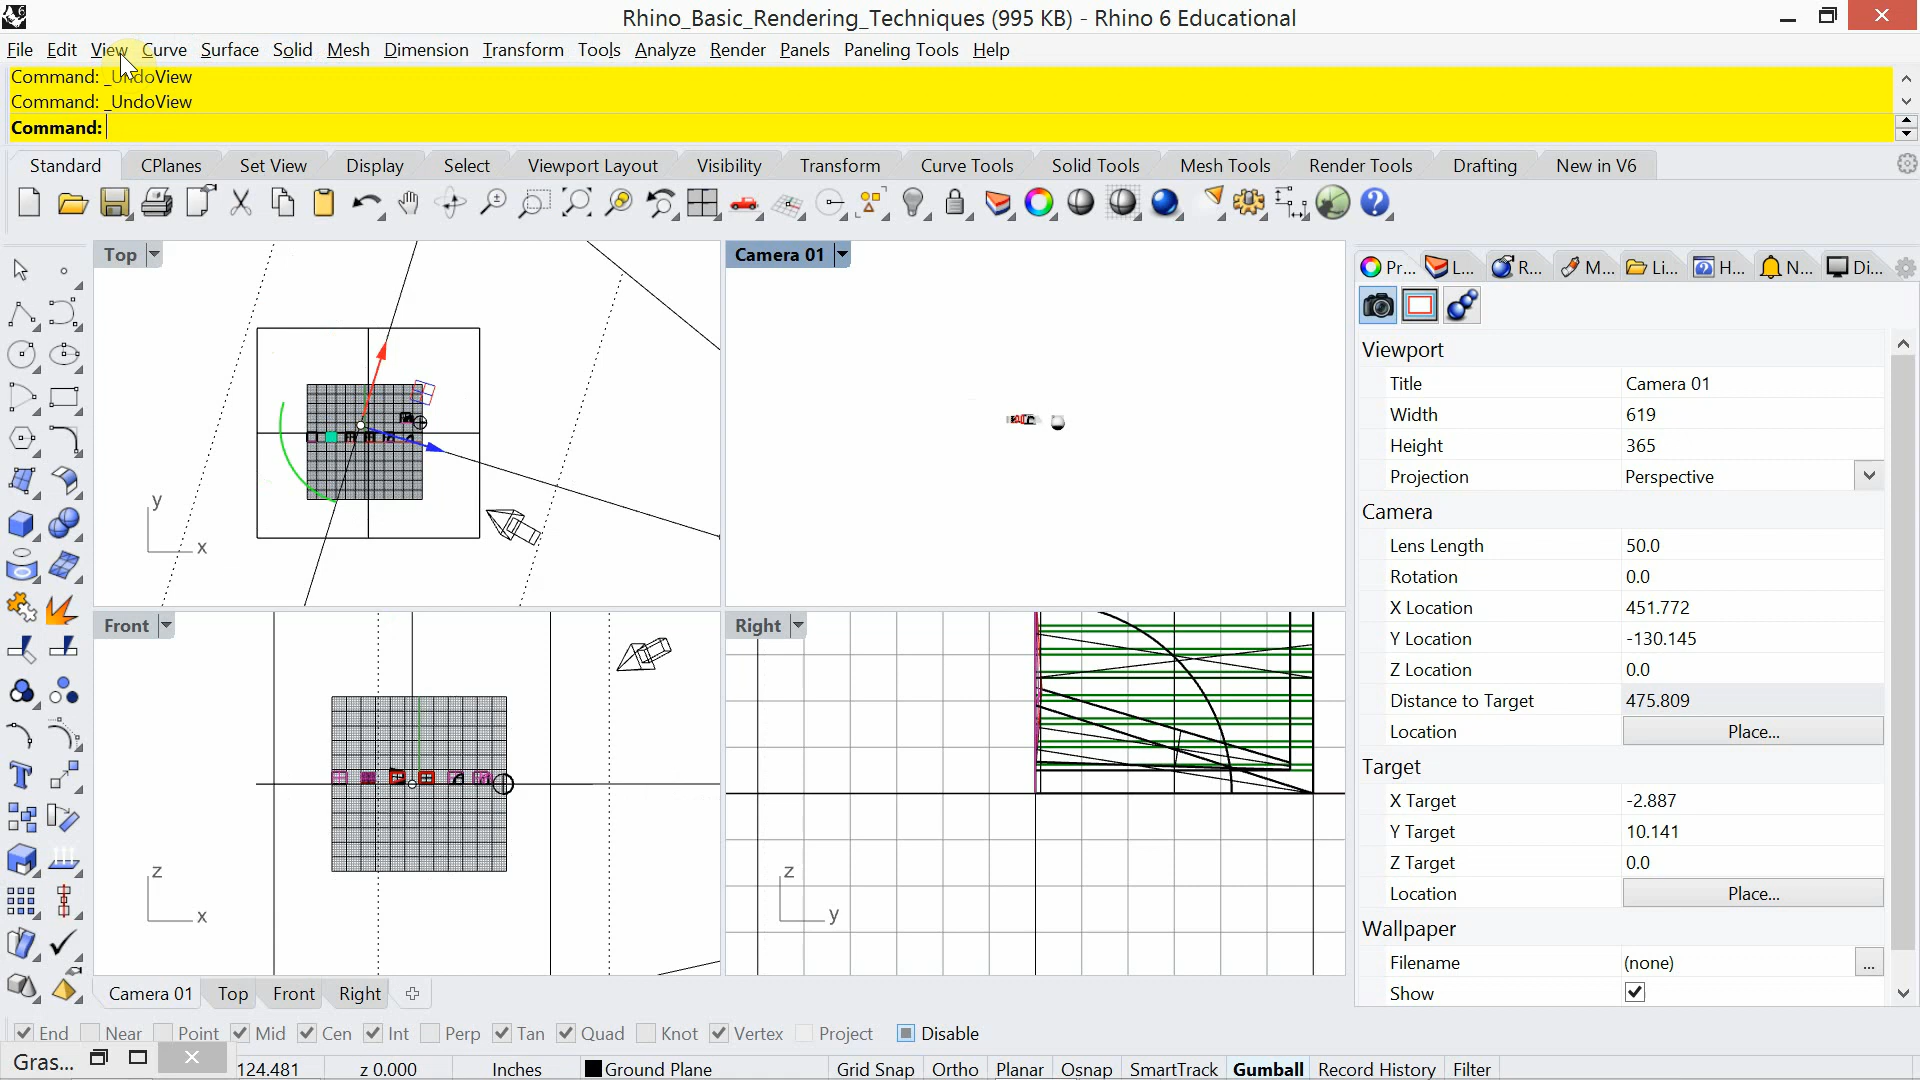 Rhino_Basic_Rendering_Techniques (995 KB) - Rhino 6 Educational
File Edit View Curve Surface Solid Mesh Dimension Transform Tools Analyze Render Panels Paneling Tools Help
Command: _UndoView
Command: _UndoView
Command:
Standard CPlanes Set View Display Select Viewport Layout Visibility Transform Curve Tools Solid Tools Mesh Tools Render Tools Drafting New in V6
Top
Camera 01
Pr... L... R... M... Li... H... N... Di...
Viewport
Title Camera 01
Width 619
Height 365
Projection Perspective
Camera
Lens Length 50.0
Rotation 0.0
X Location 451.772
Y Location -130.145
Z Location 0.0
Distance to Target 475.809
Location Place...
Target
X Target -2.887
Y Target 10.141
Z Target 0.0
Location Place...
Wallpaper
Filename (none) ...
Show
y
x
Front
Right
z
x
z
y
Camera 01 Top Front Right
End Near Point Mid Cen Int Perp Tan Quad Knot Vertex Project Disable
Gras... 124.481 z 0.000 Inches Ground Plane Grid Snap Ortho Planar Osnap SmartTrack Gumball Record History Filter